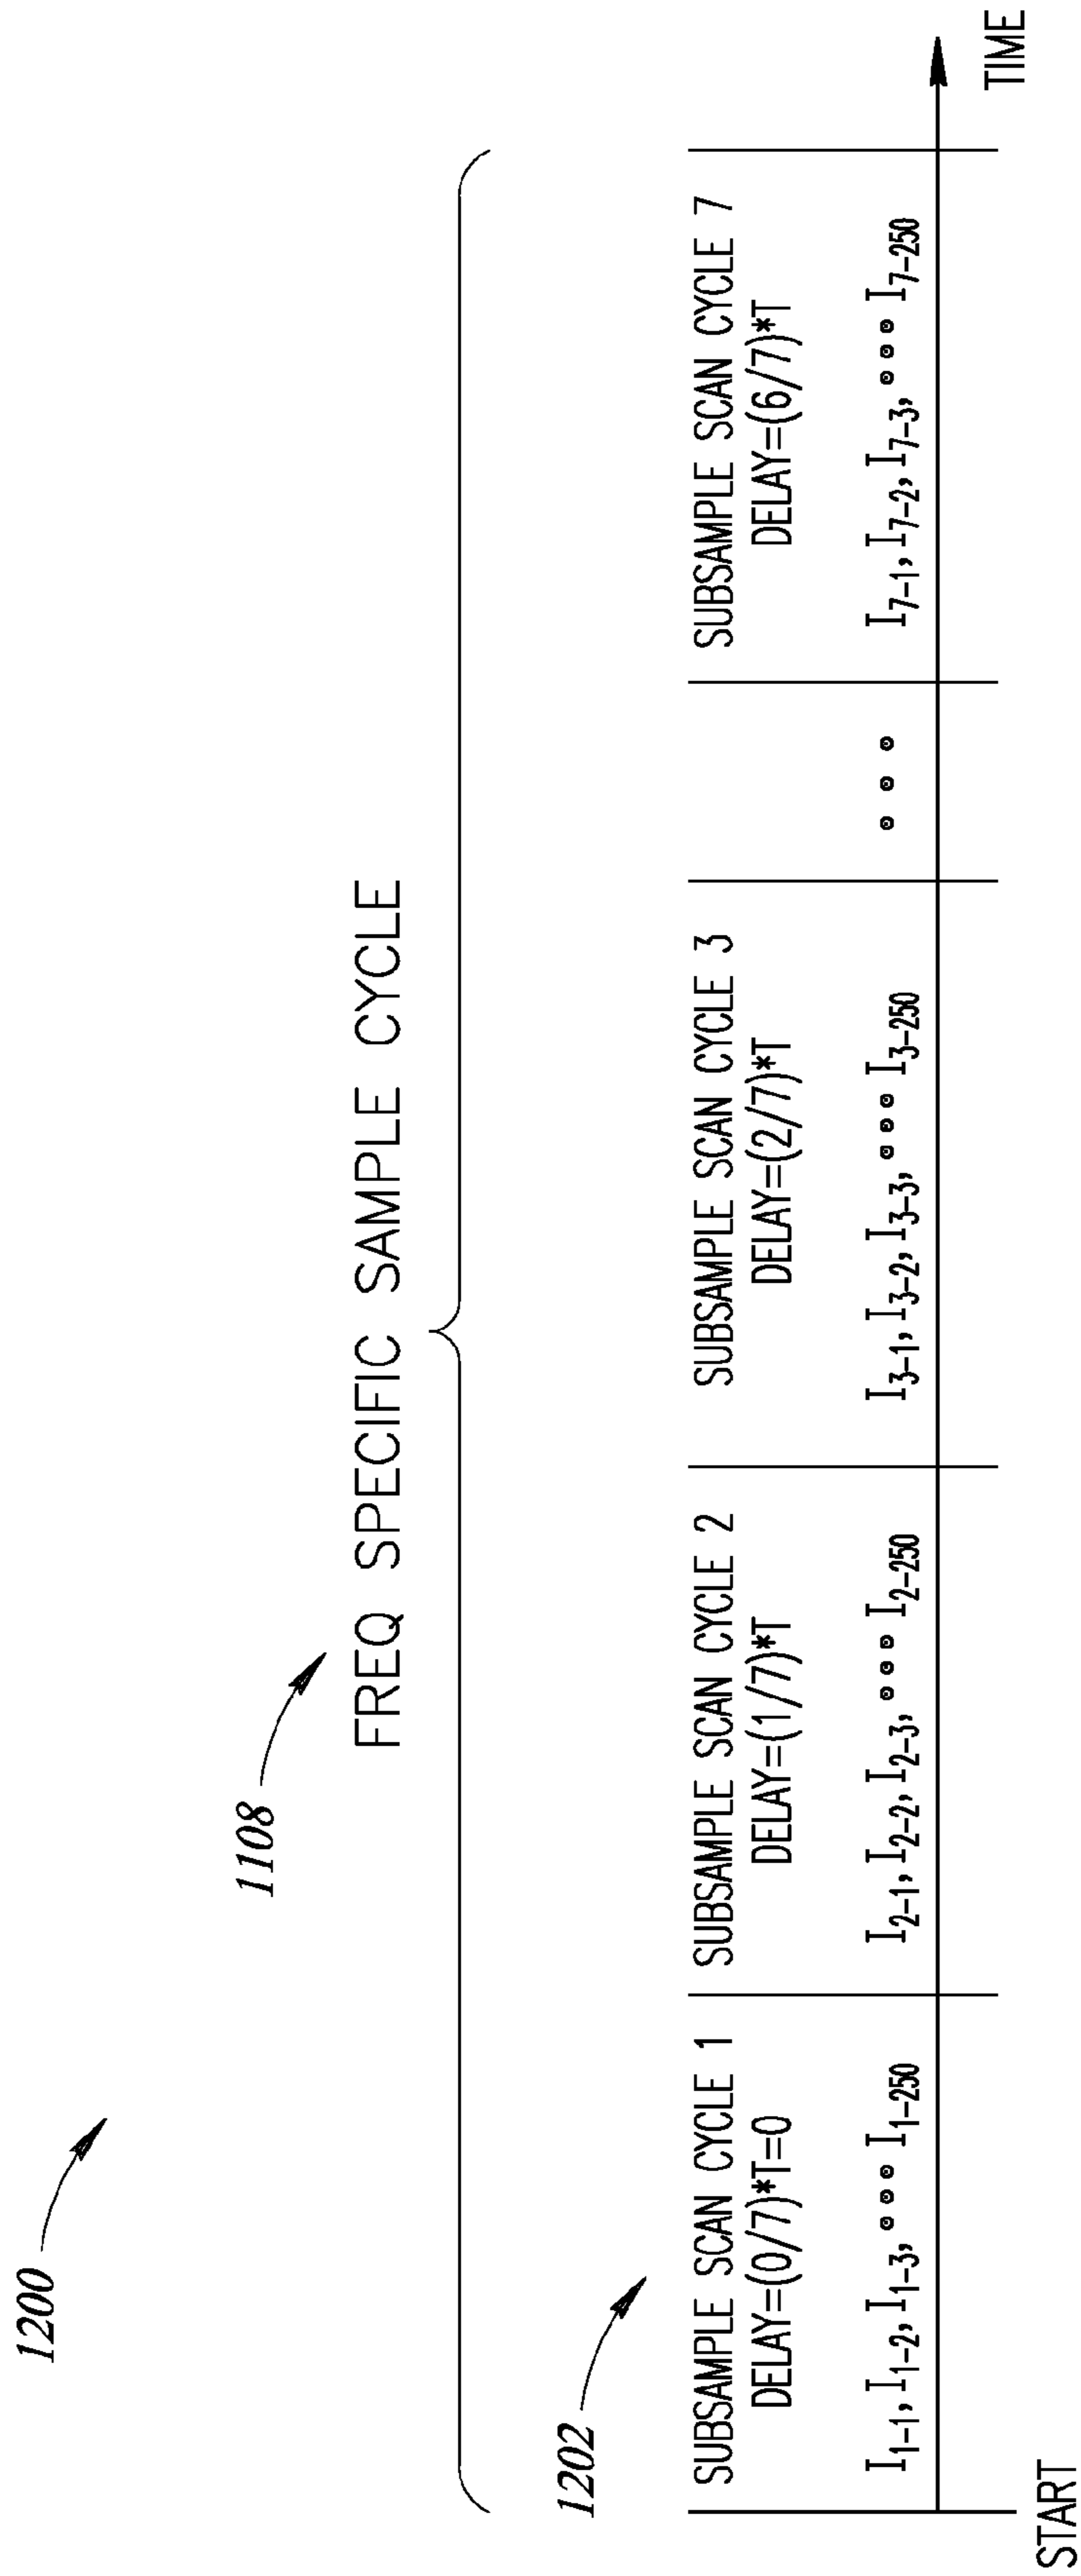 1200
1108
FREQ SPECIFIC SAMPLE CYCLE
1202
SUBSAMPLE SCAN CYCLE 1
DELAY=(0/7)*T=0
I1-1, I1-2, I1-3, ∘∘∘ I1-250
SUBSAMPLE SCAN CYCLE 2
DELAY=(1/7)*T
I2-1, I2-2, I2-3, ∘∘∘ I2-250
SUBSAMPLE SCAN CYCLE 3
DELAY=(2/7)*T
I3-1, I3-2, I3-3, ∘∘∘ I3-250
∘ ∘ ∘
SUBSAMPLE SCAN CYCLE 7
DELAY=(6/7)*T
I7-1, I7-2, I7-3, ∘∘∘ I7-250
START
TIME